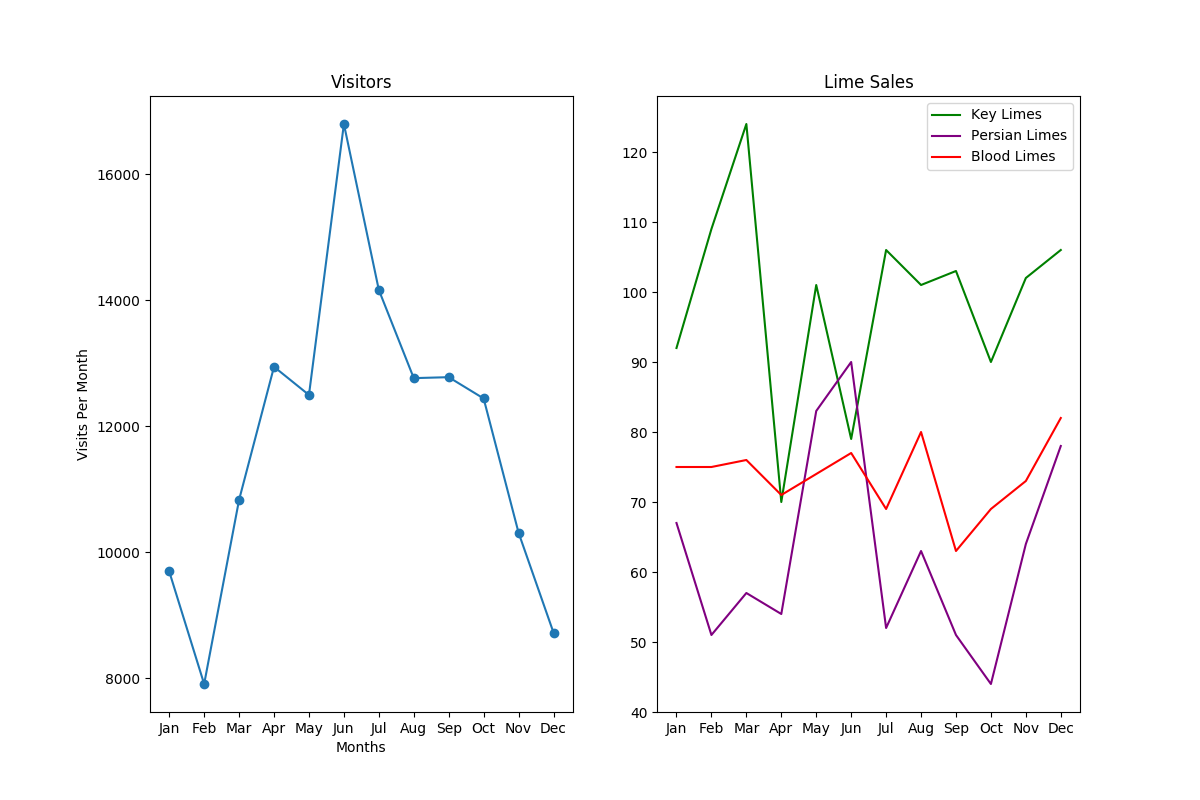 Visitors
Visits Per Month
16000
14000
12000
10000
8000
Jan Feb Mar Apr May Jun Jul Aug Sep Oct Nov Dec
Months
Lime Sales
Key Limes
Persian Limes
Blood Limes
120
110
100
90
80
70
60
50
40
Jan Feb Mar Apr May Jun Jul Aug Sep Oct Nov Dec